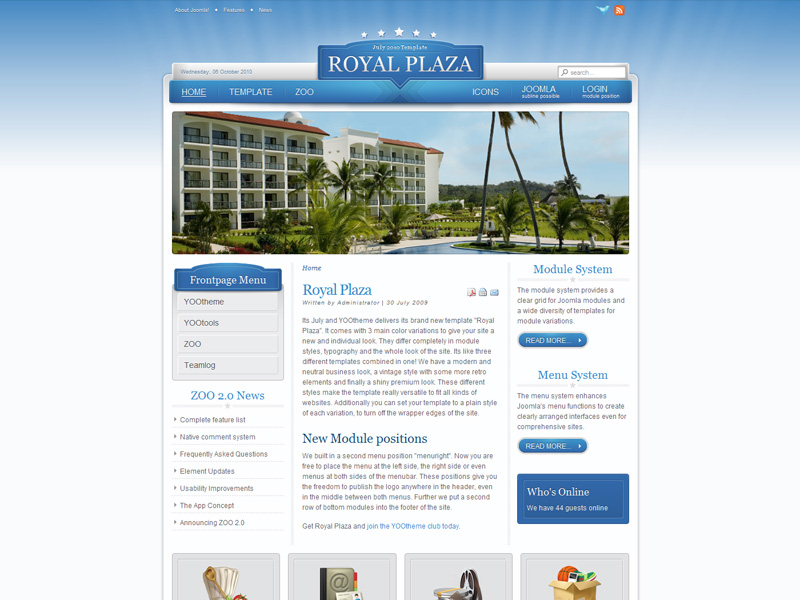 About Joomla! Features News
July 2009 Template
ROYAL PLAZA
Wednesday, 06 October 2010
search...
HOME TEMPLATE ZOO ICONS JOOMLA LOGIN
subline possible module position
Frontpage Menu
YOOtheme
YOOtools
ZOO
Teamlog
ZOO 2.0 News
Complete feature list
Native comment system
Frequently Asked Questions
Element Updates
Usability Improvements
The App Concept
Announcing ZOO 2.0
Home
Royal Plaza
Written by Administrator | 30 July 2009
Its July and YOOtheme delivers its brand new template "Royal
Plaza". It comes with 3 main color variations to give your site a
new and individual look. They differ completely in module
styles, typography and the whole look of the site. Its like three
different templates combined in one! We have a modern and
neutral business look, a vintage style with some more retro
elements and finally a shiny premium look. These different
styles make the template really versatile to fit all kinds of
websites. Additionally you can set your template to a plain style
of each variation, to turn off the wrapper edges of the site.
New Module positions
We built in a second menu position "menuright". Now you are
free to place the menu at the left side, the right side or even
menus at both sides of the menubar. These positions give you
the freedom to publish the logo anywhere in the header, even
in the middle between both menus. Further we put a second
row of bottom modules into the footer of the site.
Get Royal Plaza and join the YOOtheme club today.
Module System
The module system provides a
clear grid for Joomla modules and
a wide diversity of templates for
module variations.
READ MORE...
Menu System
The menu system enhances
Joomla's menu functions to create
clearly arranged interfaces even for
comprehensive sites.
READ MORE...
Who's Online
We have 44 guests online
@